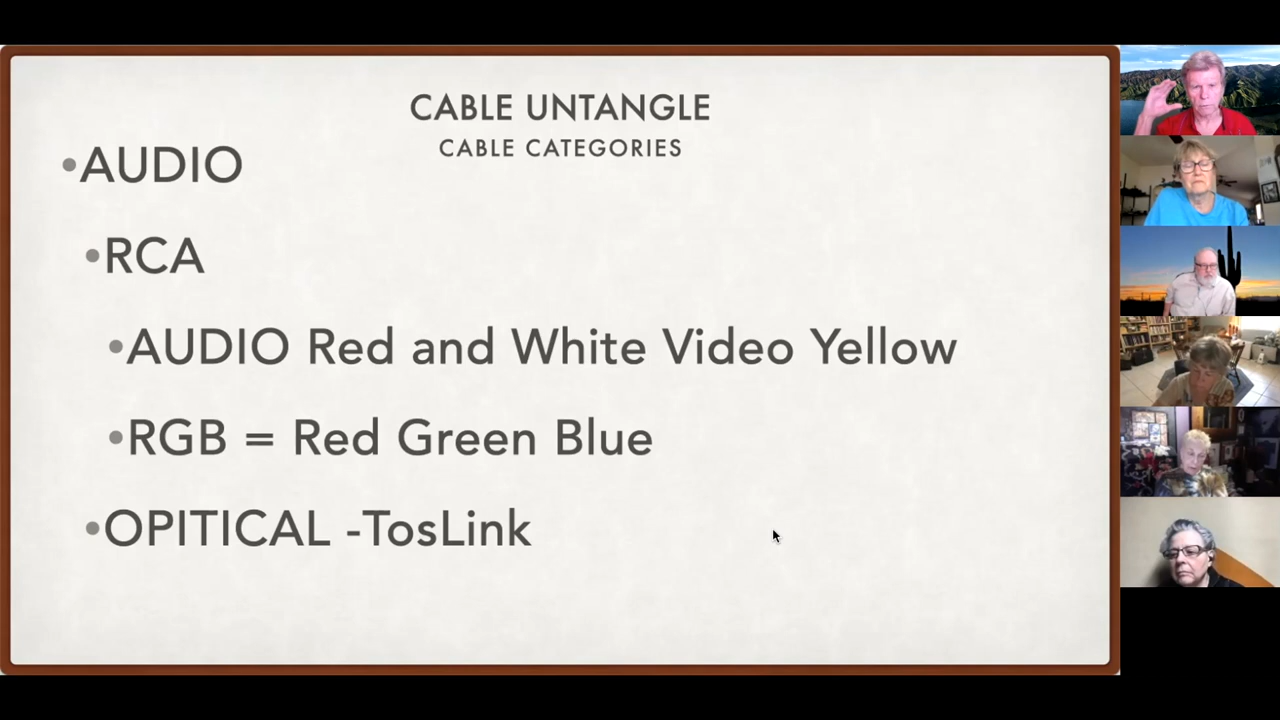 CABLE UNTANGLE
CABLE CATEGORIES
•AUDIO
•RCA
•AUDIO Red and White Video Yellow
•RGB = Red Green Blue
•OPITICAL -TosLink